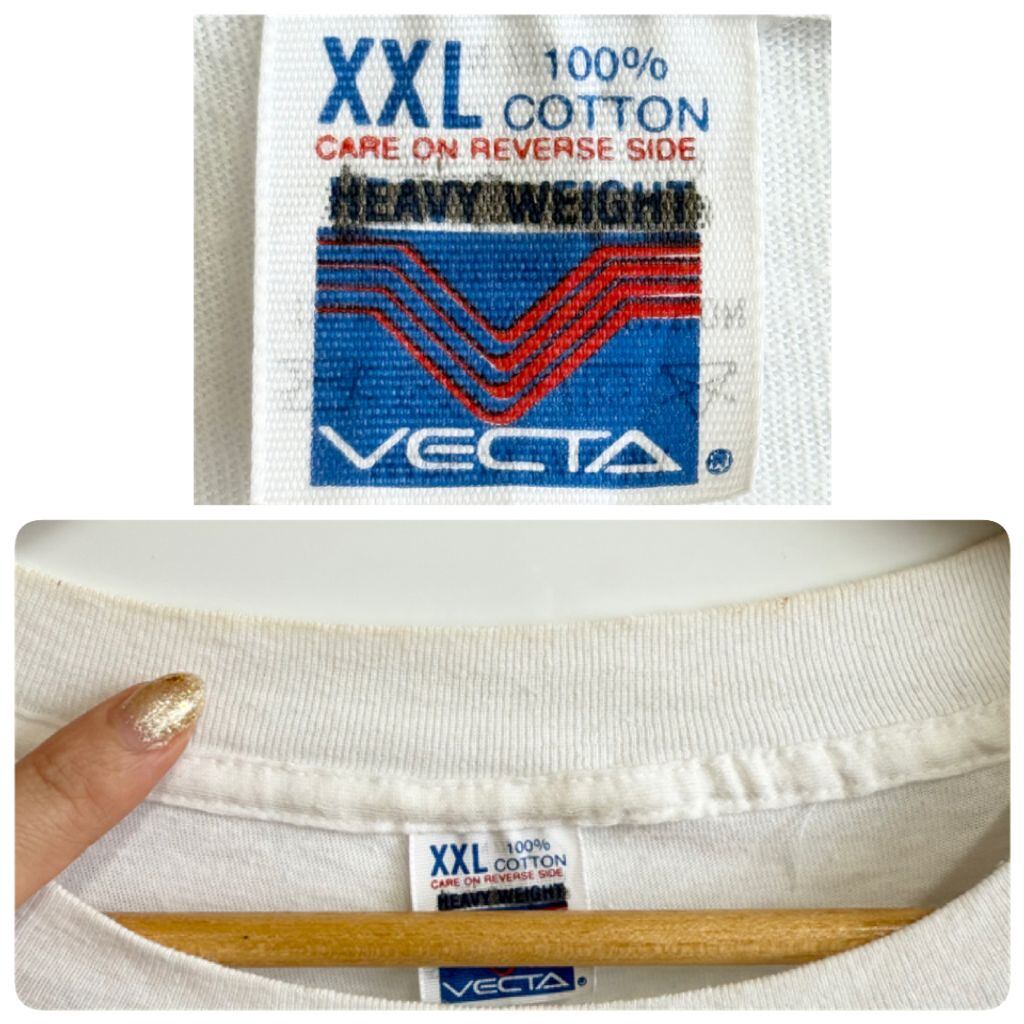 XXL 100%
COTTON
CARE ON REVERSE SIDE
HEAVY WEIGHT
VECTA
XXL 100%
COTTON
CARE ON REVERSE SIDE
HEAVY WEIGHT
VECTA